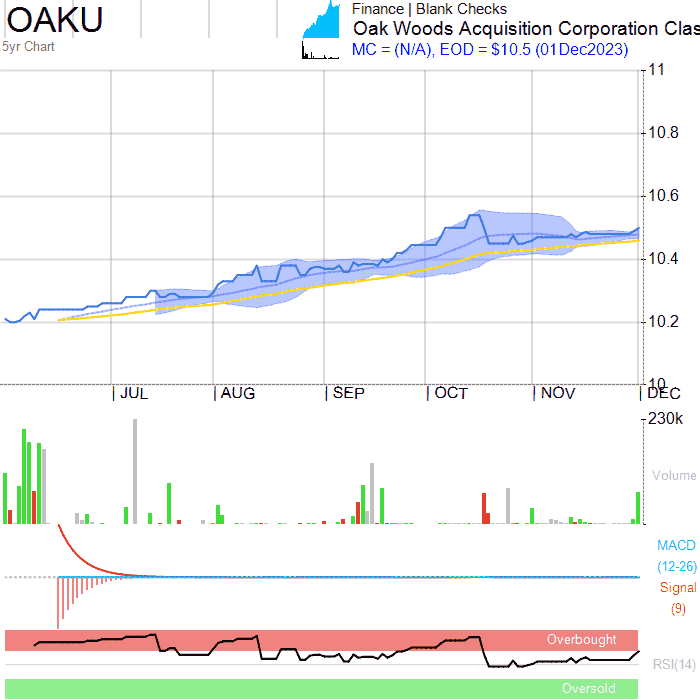 OAKU
Finance | Blank Checks
Oak Woods Acquisition Corporation Clas
5yr Chart
MC = (N/A), EOD = $10.5 (01Dec2023)
11
10.8
10.6
10.4
10.2
10
JUL
AUG
SEP
OCT
NOV
DEC
230k
Volume
MACD
(12-26)
Signal
(9)
Overbought
RSI(14)
Oversold